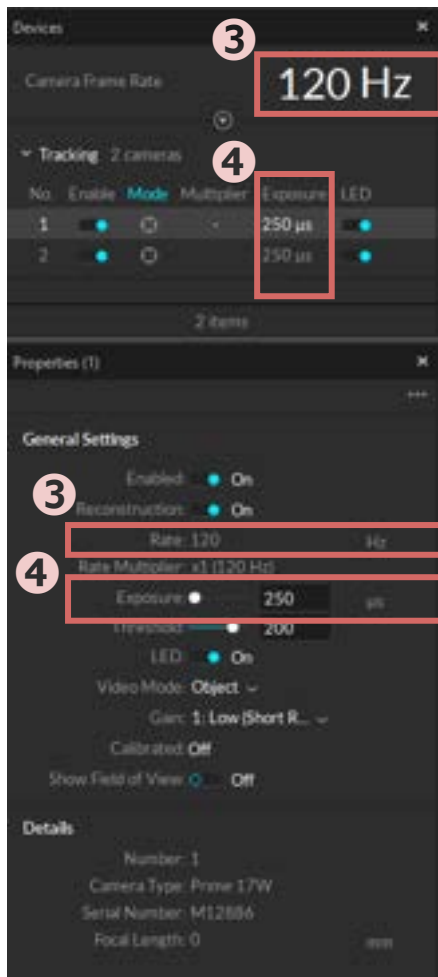 Devices
3
Camera Frame Rate 120 Hz
Tracking 2 cameras
4
No. Enable Mode Multiplier Exposure LED
1 - 250 µs
2 250 µs
2 items
Properties (1)
General Settings
Enabled: On
3
Reconstruction: On
Rate: 120 Hz
4
Rate Multiplier: x1 (120 Hz)
Exposure: 250 µs
Threshold: 200
LED: On
Video Mode: Object
Gain: 1: Low (Short R...
Calibrated: Off
Show Field of View: Off
Details
Number: 1
Camera Type: Prime 17W
Serial Number: M12886
Focal Length: 0 mm